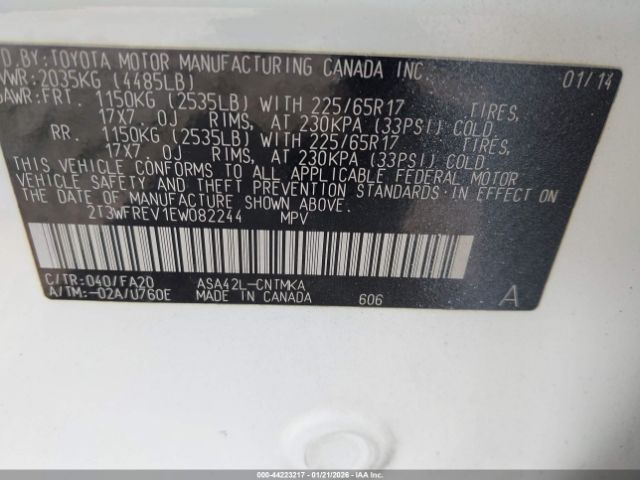 D. BY: TOYOTA MOTOR MANUFACTURING CANADA INC. 01/14
VWR: 2035KG (4485LB)
GAWR: FRT. 1150KG (2535LB) WITH 225/65R17 TIRES,
17X7 0J RIMS, AT 230KPA (33PSI) COLD.
RR. 1150KG (2535LB) WITH 225/65R17 TIRES,
17X7 0J RIMS, AT 230KPA (33PSI) COLD.
THIS VEHICLE CONFORMS TO ALL APPLICABLE FEDERAL MOTOR
VEHICLE SAFETY AND THEFT PREVENTION STANDARDS IN EFFECT ON
THE DATE OF MANUFACTURE SHOWN ABOVE.
2T3WFREV1EW082244 MPV
C/TR: 040/FA20 ASA42L-CNTMKA
A/TM: -02A/U760E MADE IN CANADA 606 A
000-44223217 - 01/21/2026 - IAA Inc.